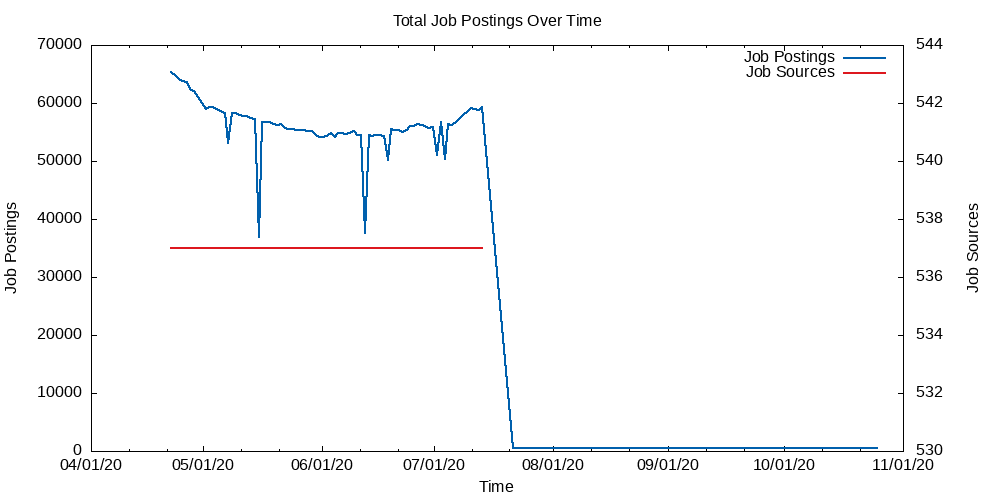 Total Job Postings Over Time
Job Postings
Job Sources
70000
60000
50000
40000
30000
20000
10000
0
544
542
540
538
536
534
532
530
04/01/20 05/01/20 06/01/20 07/01/20 08/01/20 09/01/20 10/01/20 11/01/20
Job Postings
Job Sources
Time